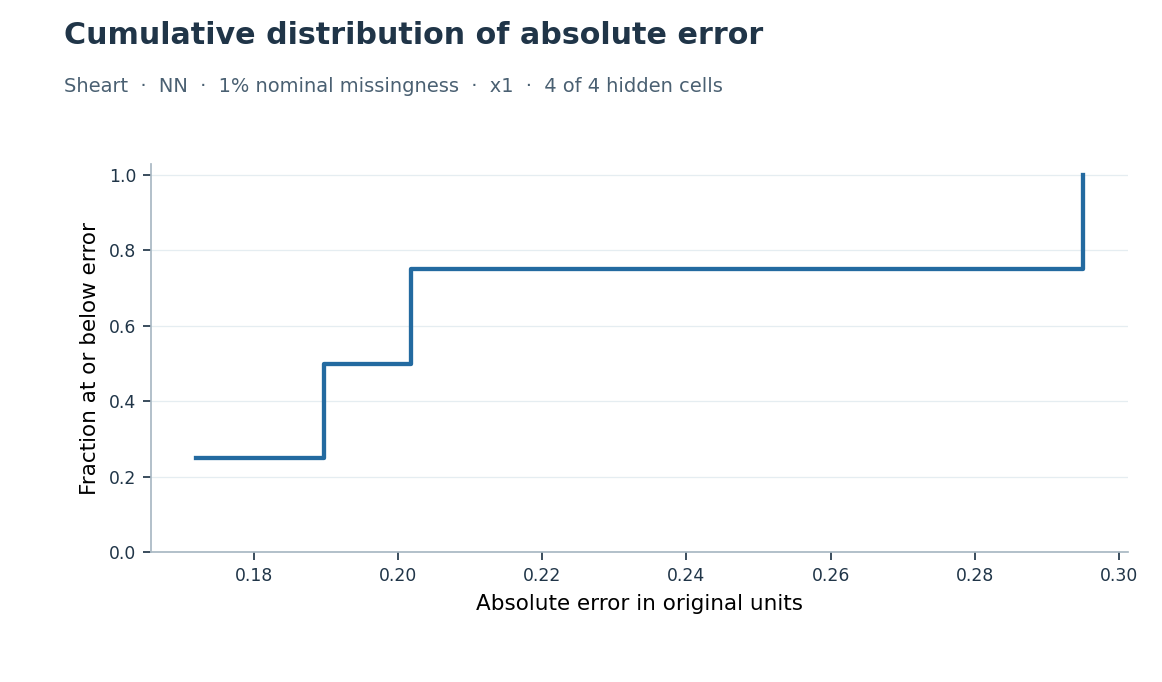 Cumulative distribution of absolute error
Sheart · NN · 1% nominal missingness · x1 · 4 of 4 hidden cells
Fraction at or below error
1.0
0.8
0.6
0.4
0.2
0.0
0.18 0.20 0.22 0.24 0.26 0.28 0.30
Absolute error in original units